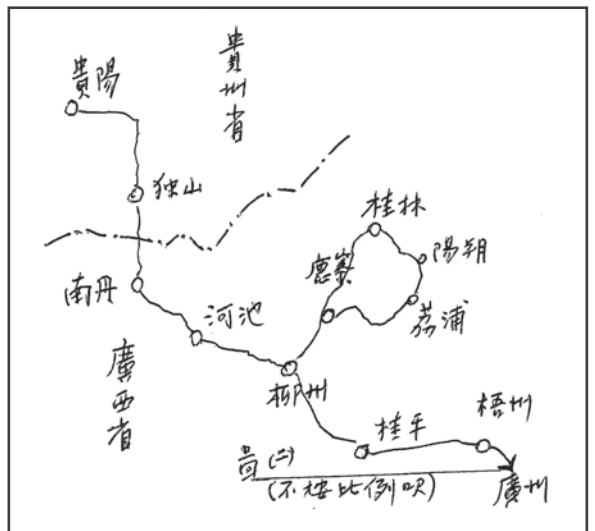 貴州省
貴陽
独山
桂林
陽朔
鹿寨
荔浦
南丹
河池
廣西省
柳州
桂平
梧州
(二)
(不按比例呎)
廣州